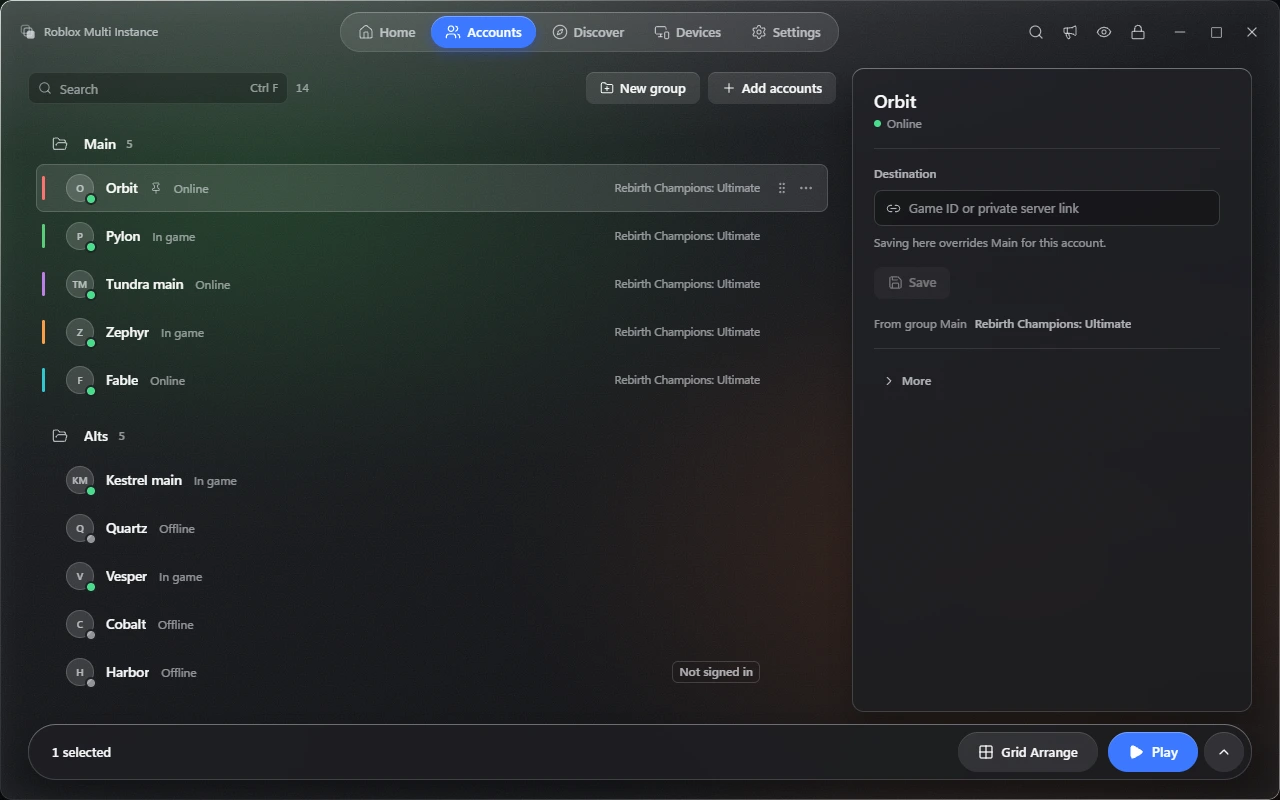 Roblox Multi Instance
Home
Accounts
Discover
Devices
Settings
Search
Ctrl F
14
New group
Add accounts
Main 5
O Orbit Online Rebirth Champions: Ultimate
P Pylon In game Rebirth Champions: Ultimate
TM Tundra main Online Rebirth Champions: Ultimate
Z Zephyr In game Rebirth Champions: Ultimate
F Fable Online Rebirth Champions: Ultimate
Alts 5
KM Kestrel main In game
Q Quartz Offline
V Vesper In game
C Cobalt Offline
H Harbor Offline Not signed in
Orbit
Online
Destination
Game ID or private server link
Saving here overrides Main for this account.
Save
From group Main Rebirth Champions: Ultimate
More
1 selected
Grid Arrange
Play